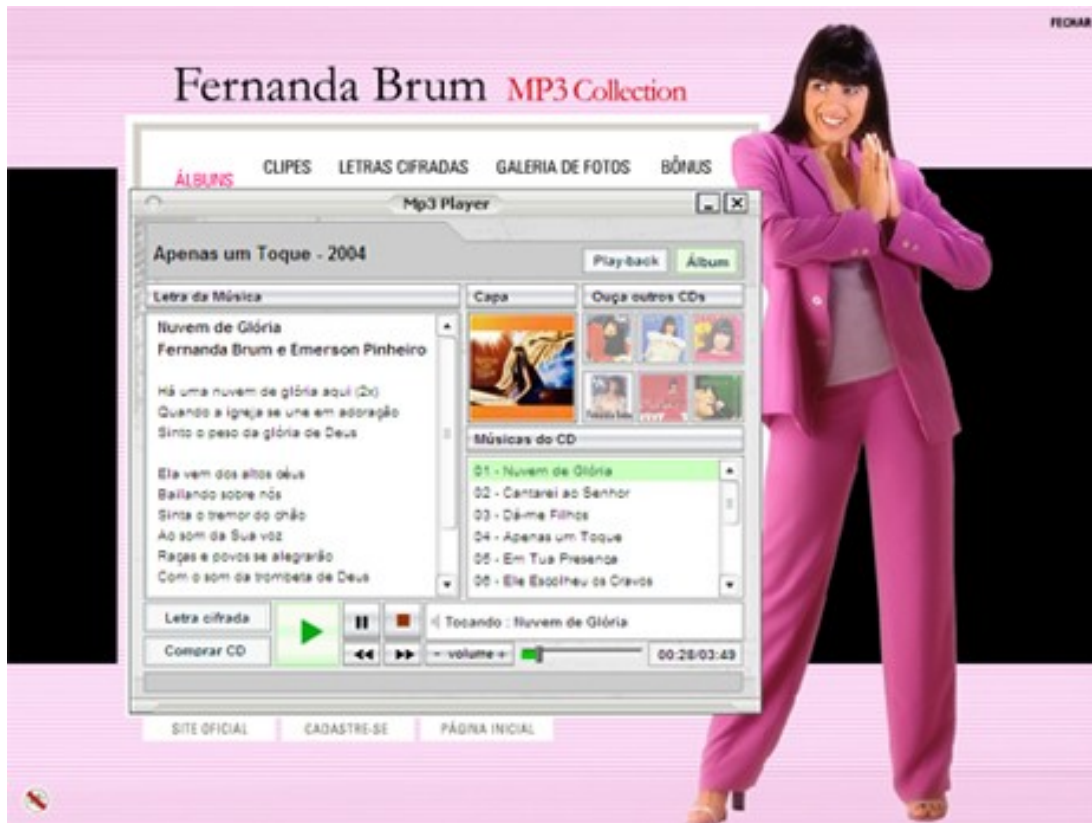 FECHAR
Fernanda Brum MP3 Collection
ÁLBUNS CLIPES LETRAS CIFRADAS GALERIA DE FOTOS BÔNUS
Mp3 Player
Apenas um Toque - 2004
Play-back Álbum
Letra da Música
Capa
Ouça outros CDs
Nuvem de Glória
Fernanda Brum e Emerson Pinheiro
Há uma nuvem de glória aqui (2x)
Quando a igreja se une em adoração
Sinto o peso da glória de Deus
Ela vem dos altos céus
Bailando sobre nós
Sinta o tremor do chão
Ao som da Sua voz
Raças e povos se alegrarão
Com o som da trombeta de Deus
Músicas do CD
01 - Nuvem de Glória
02 - Cantarei ao Senhor
03 - Dá-me Filhos
04 - Apenas um Toque
05 - Em Tua Presença
06 - Ele Escolheu os Cravos
Letra cifrada
Comprar CD
Tocando : Nuvem de Glória
- volume +
00:28/03:49
SITE OFICIAL CADASTRE-SE PÁGINA INICIAL